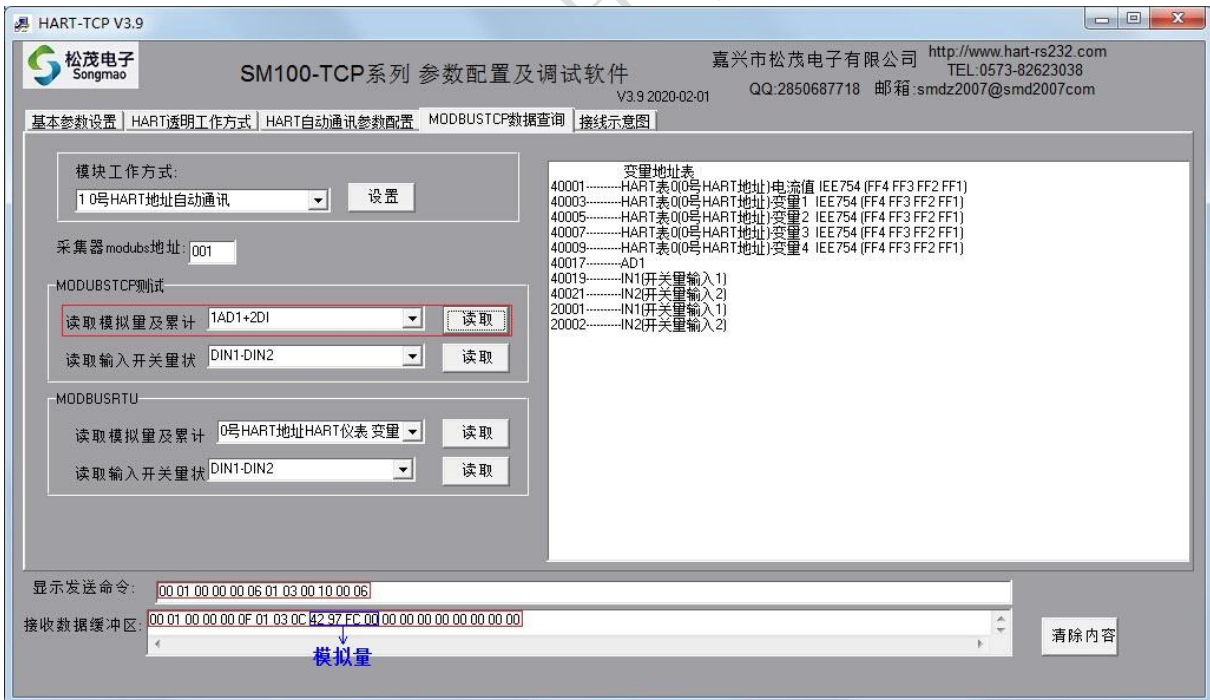 HART-TCP V3.9
松茂电子
Songmao
SM100-TCP系列 参数配置及调试软件
V3.9 2020-02-01
嘉兴市松茂电子有限公司 http://www.hart-rs232.com
TEL:0573-82623038
QQ:2850687718 邮箱:smdz2007@smd2007com
基本参数设置 HART透明工作方式 HART自动通讯参数配置 MODBUSTCP数据查询 接线示意图
模块工作方式:
1 0号HART地址自动通讯 设置
采集器modubs地址: 001
MODUBSTCP测试
读取模拟量及累计 1AD1+2DI 读取
读取输入开关量状 DIN1-DIN2 读取
MODBUSRTU
读取模拟量及累计 0号HART地址HART仪表 变量 读取
读取输入开关量状 DIN1-DIN2 读取
变量地址表
40001---------HART表0(0号HART地址)电流值 IEE754 (FF4 FF3 FF2 FF1)
40003---------HART表0(0号HART地址)变量1 IEE754 (FF4 FF3 FF2 FF1)
40005---------HART表0(0号HART地址)变量2 IEE754 (FF4 FF3 FF2 FF1)
40007---------HART表0(0号HART地址)变量3 IEE754 (FF4 FF3 FF2 FF1)
40009---------HART表0(0号HART地址)变量4 IEE754 (FF4 FF3 FF2 FF1)
40017---------AD1
40019---------IN1(开关量输入1)
40021---------IN2(开关量输入2)
20001---------IN1(开关量输入1)
20002---------IN2(开关量输入2)
显示发送命令: 00 01 00 00 00 06 01 03 00 10 00 06
接收数据缓冲区: 00 01 00 00 00 0F 01 03 0C 42 97 FC 00 00 00 00 00 00 00 00 00
模拟量
清除内容